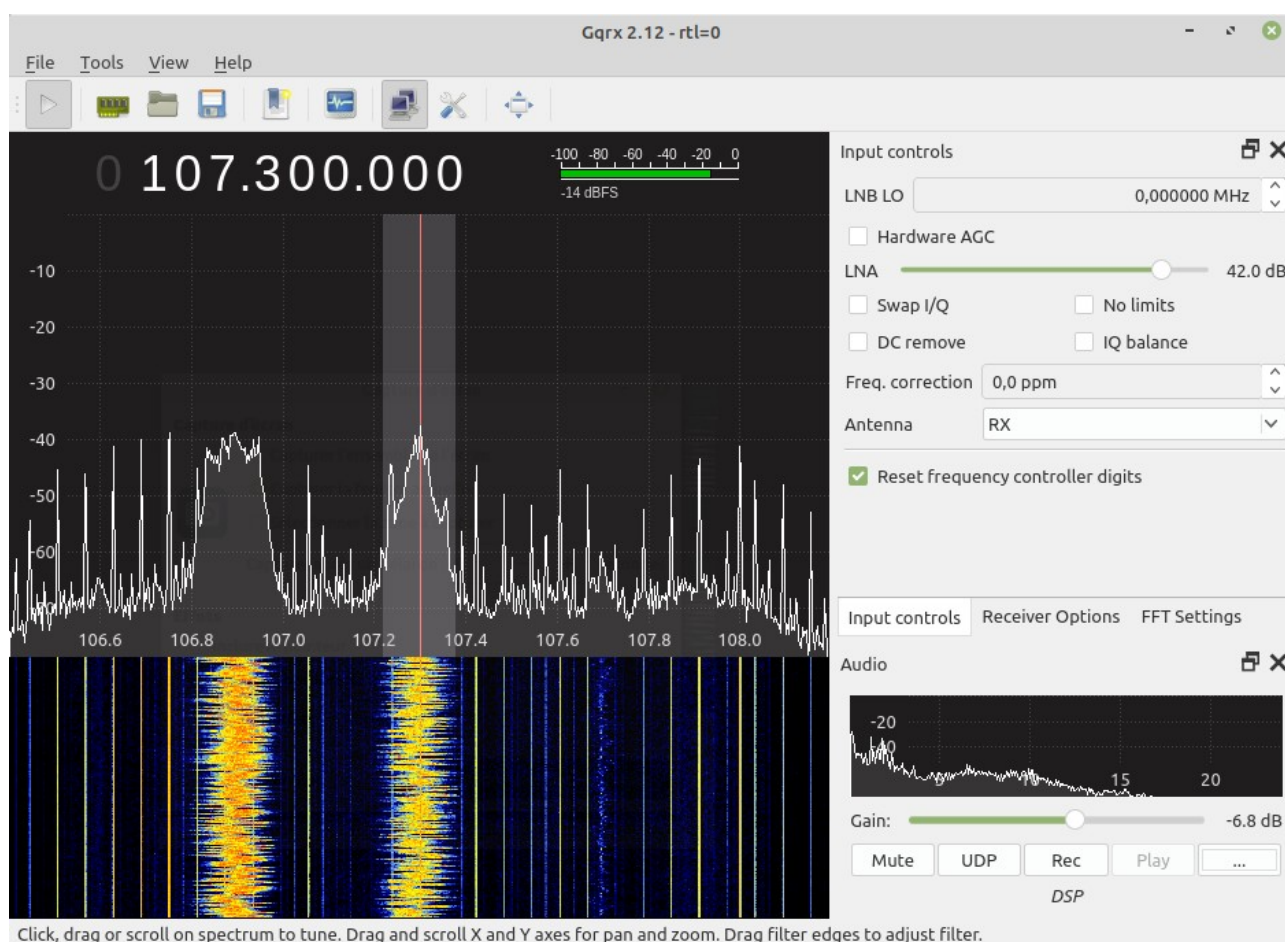 Gqrx 2.12 - rtl=0
File Tools View Help
0 107.300.000
-100 -80 -60 -40 -20 0
-14 dBFS
-10
-20
-30
-40
-50
-60
106.6 106.8 107.0 107.2 107.4 107.6 107.8 108.0
Input controls
LNB LO 0,000000 MHz
Hardware AGC
LNA 42.0 dB
Swap I/Q No limits
DC remove IQ balance
Freq. correction 0,0 ppm
Antenna RX
Reset frequency controller digits
Input controls Receiver Options FFT Settings
Audio
-20
15 20
Gain: -6.8 dB
Mute UDP Rec Play ...
DSP
Click, drag or scroll on spectrum to tune. Drag and scroll X and Y axes for pan and zoom. Drag filter edges to adjust filter.